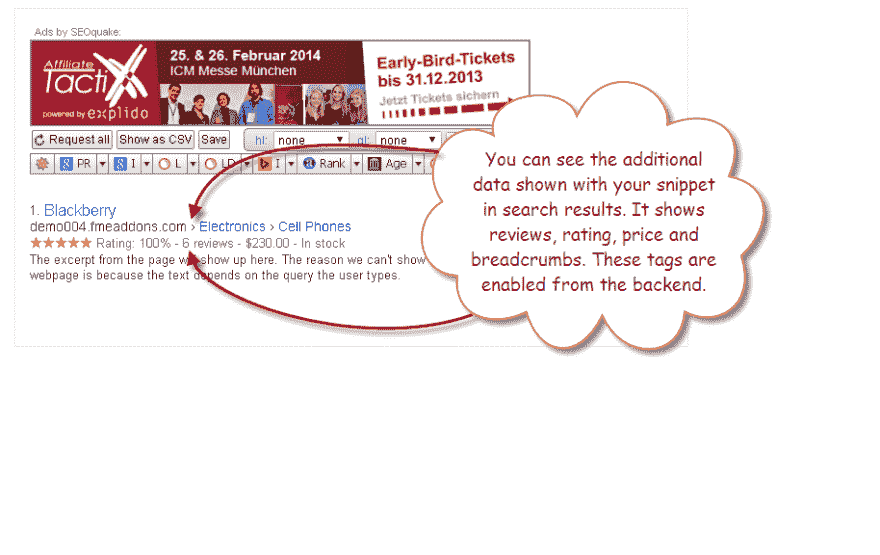 Ads by SEOquake:
Affiliate
TactiXX
powered by explido
25. & 26. Februar 2014
ICM Messe München
Early-Bird-Tickets
bis 31.12.2013
Jetzt Tickets sichern
Request all Show as CSV Save hl: none gl: none
PR I L LD I Rank Age
1. Blackberry
demo004.fmeaddons.com › Electronics › Cell Phones
Rating: 100% - 6 reviews - $230.00 - In stock
The excerpt from the page will show up here. The reason we can't show
webpage is because the text depends on the query the user types.
You can see the additional
data shown with your snippet
in search results. It shows
reviews, rating, price and
breadcrumbs. These tags are
enabled from the backend.